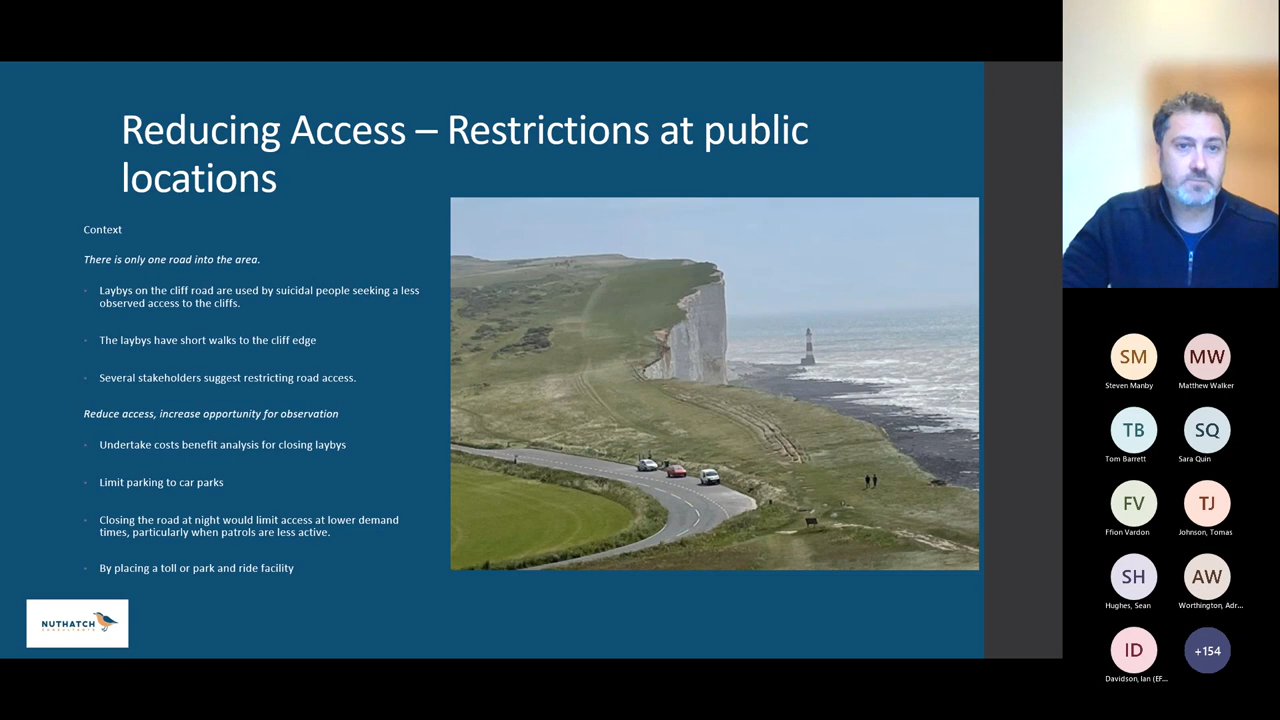 Reducing Access – Restrictions at public
locations
Context
There is only one road into the area.
Laybys on the cliff road are used by suicidal people seeking a less
observed access to the cliffs.
The laybys have short walks to the cliff edge
Several stakeholders suggest restricting road access.
Reduce access, increase opportunity for observation
Undertake costs benefit analysis for closing laybys
Limit parking to car parks
Closing the road at night would limit access at lower demand
times, particularly when patrols are less active.
By placing a toll or park and ride facility
NUTHATCH
CONSULTANTS
SM
Steven Manby
MW
Matthew Walker
TB
Tom Barrett
SQ
Sara Quin
FV
Ffion Vardon
TJ
Johnson, Tomas
SH
Hughes, Sean
AW
Worthington, Adr...
ID
Davidson, Ian (EF...
+154